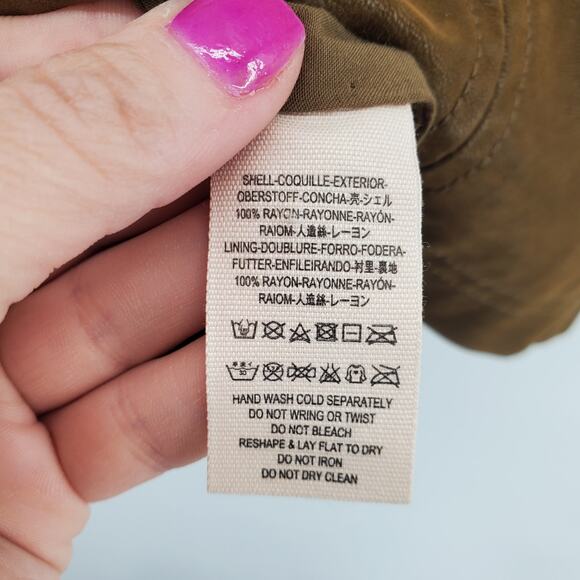 SHELL-COQUILLE-EXTERIOR-
OBERSTOFF-CONCHA-壳-シェル
100% RAYON-RAYONNE-RAYÓN-
RAIOM-人造絲-レーヨン
LINING-DOUBLURE-FORRO-FODERA-
FUTTER-ENFILEIRANDO-衬里-裏地
100% RAYON-RAYONNE-RAYÓN-
RAIOM-人造絲-レーヨン
30
HAND WASH COLD SEPARATELY
DO NOT WRING OR TWIST
DO NOT BLEACH
RESHAPE & LAY FLAT TO DRY
DO NOT IRON
DO NOT DRY CLEAN